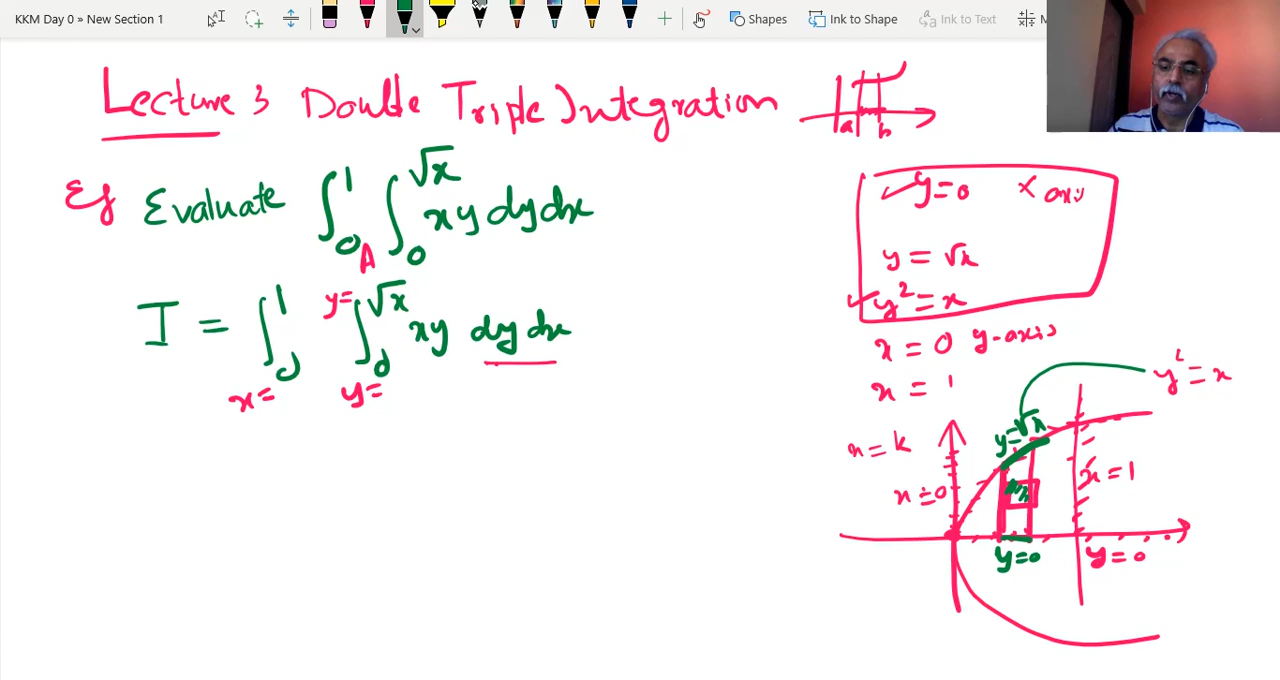 KKM Day 0 » New Section 1
Shapes
Ink to Shape
Ink to Text
M
Lecture 3 Double Triple Integration
a b
Eg Evaluate ∫₀¹ ∫₀^√x xy dy dx
A
I = ∫₀¹ ∫₀^√x xy dy dx
y=
x= y=
y=0 x axis
y = √x
y² = x
x = 0 y-axis
x = 1
y² = x
x = k
y=√x
x=0
x=1
y=0
y=0